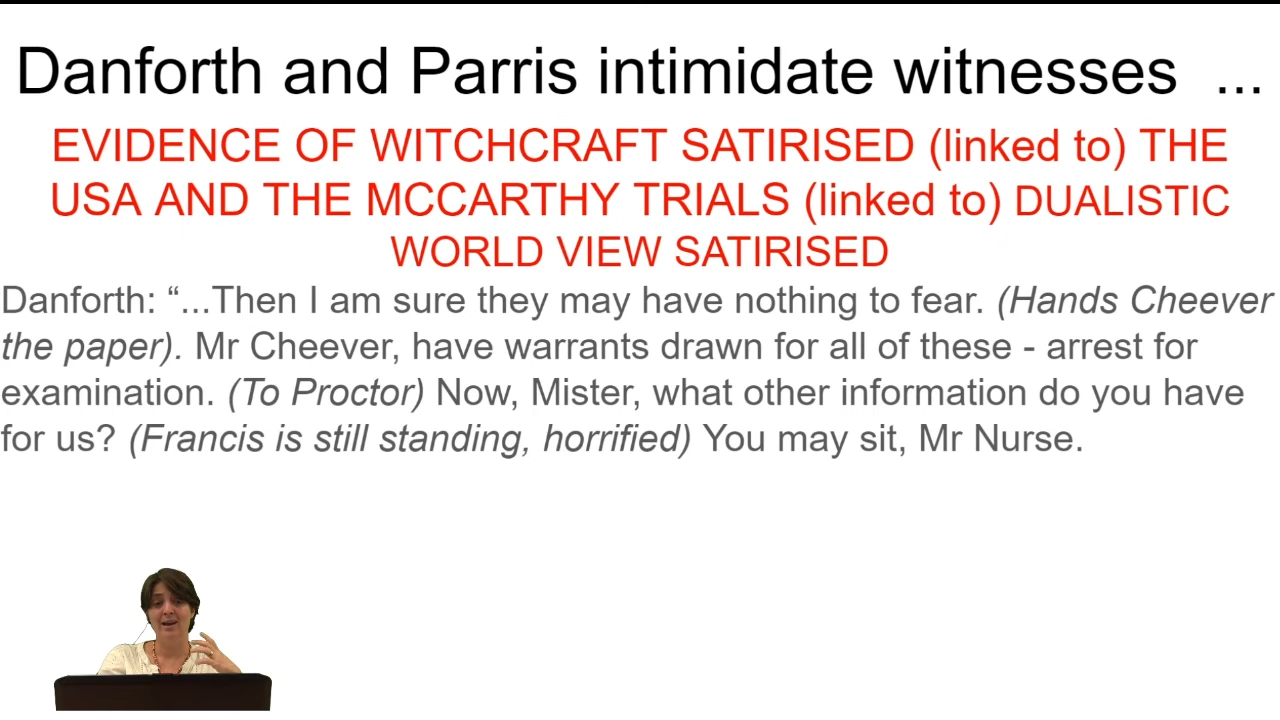 Danforth and Parris intimidate witnesses ...
EVIDENCE OF WITCHCRAFT SATIRISED (linked to) THE
USA AND THE MCCARTHY TRIALS (linked to) DUALISTIC
WORLD VIEW SATIRISED
Danforth: “...Then I am sure they may have nothing to fear. (Hands Cheever
the paper). Mr Cheever, have warrants drawn for all of these - arrest for
examination. (To Proctor) Now, Mister, what other information do you have
for us? (Francis is still standing, horrified) You may sit, Mr Nurse.